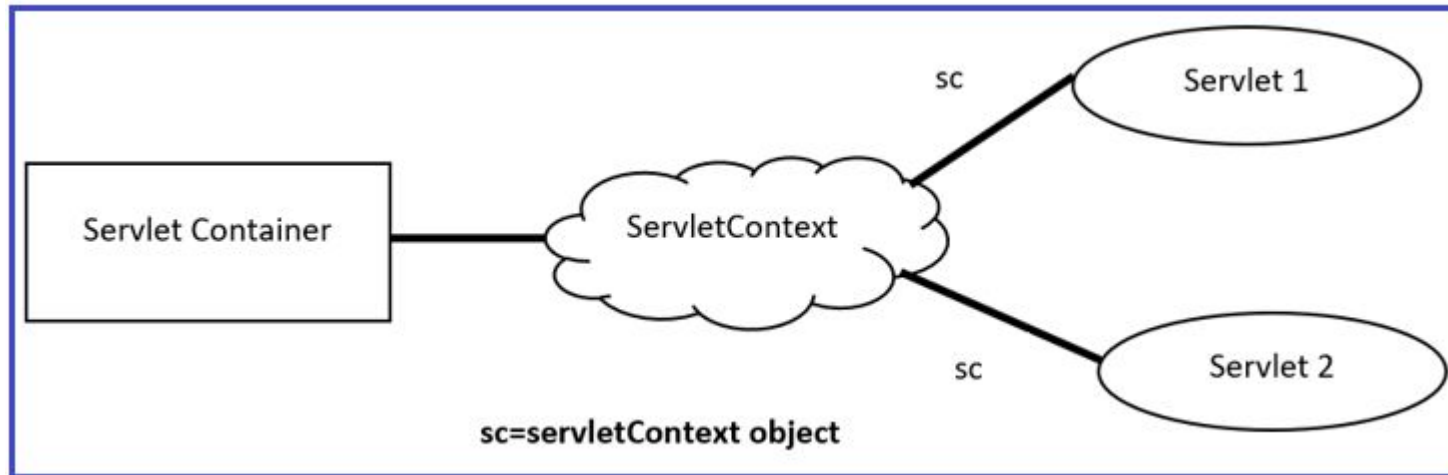 sc
Servlet 1
Servlet Container
ServletContext
sc
Servlet 2
sc=servletContext object